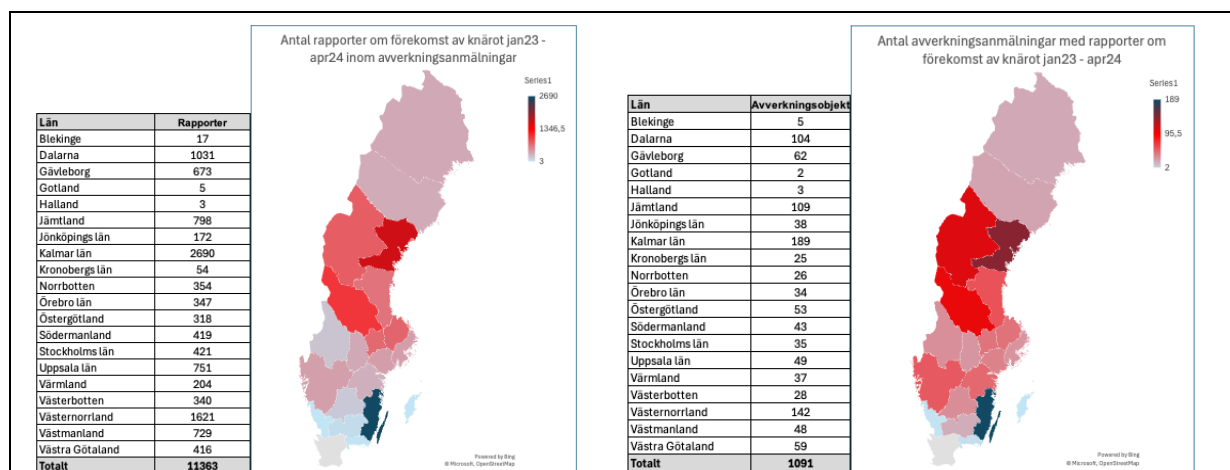 Antal rapporter om förekomst av knärot jan23 -
apr24 inom avverkningsanmälningar
Series1
2690
1346,5
3
Län Rapporter
Blekinge 17
Dalarna 1031
Gävleborg 673
Gotland 5
Halland 3
Jämtland 798
Jönköpings län 172
Kalmar län 2690
Kronobergs län 54
Norrbotten 354
Örebro län 347
Östergötland 318
Södermanland 419
Stockholms län 421
Uppsala län 751
Värmland 204
Västerbotten 340
Västernorrland 1621
Västmanland 729
Västra Götaland 416
Totalt 11363
Powered by Bing
© Microsoft, OpenStreetMap
Antal avverkningsanmälningar med rapporter om
förekomst av knärot jan23 - apr24
Series1
189
95,5
2
Län Avverkningsobjekt
Blekinge 5
Dalarna 104
Gävleborg 62
Gotland 2
Halland 3
Jämtland 109
Jönköpings län 38
Kalmar län 189
Kronobergs län 25
Norrbotten 26
Örebro län 34
Östergötland 53
Södermanland 43
Stockholms län 35
Uppsala län 49
Värmland 37
Västerbotten 28
Västernorrland 142
Västmanland 48
Västra Götaland 59
Totalt 1091
Powered by Bing
© Microsoft, OpenStreetMap